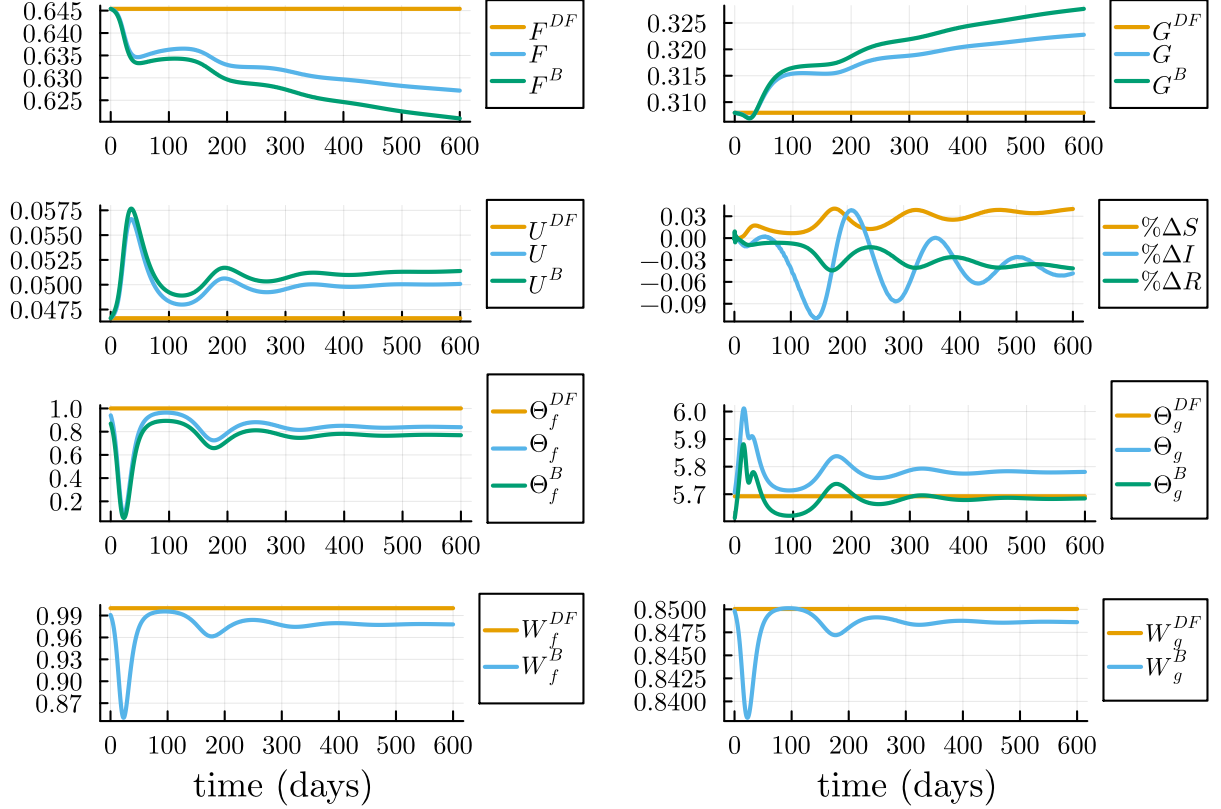 0.645
0.640
0.635
0.630
0.625
0 100 200 300 400 500 600
F^{DF}
F
F^{B}
0.325
0.320
0.315
0.310
0 100 200 300 400 500 600
G^{DF}
G
G^{B}
0.0575
0.0550
0.0525
0.0500
0.0475
0 100 200 300 400 500 600
U^{DF}
U
U^{B}
0.03
0.00
−0.03
−0.06
−0.09
0 100 200 300 400 500 600
%ΔS
%ΔI
%ΔR
1.0
0.8
0.6
0.4
0.2
0 100 200 300 400 500 600
Θ_f^{DF}
Θ_f
Θ_f^{B}
6.0
5.9
5.8
5.7
0 100 200 300 400 500 600
Θ_g^{DF}
Θ_g
Θ_g^{B}
0.99
0.96
0.93
0.90
0.87
0 100 200 300 400 500 600
time (days)
W_f^{DF}
W_f^{B}
0.8500
0.8475
0.8450
0.8425
0.8400
0 100 200 300 400 500 600
time (days)
W_g^{DF}
W_g^{B}